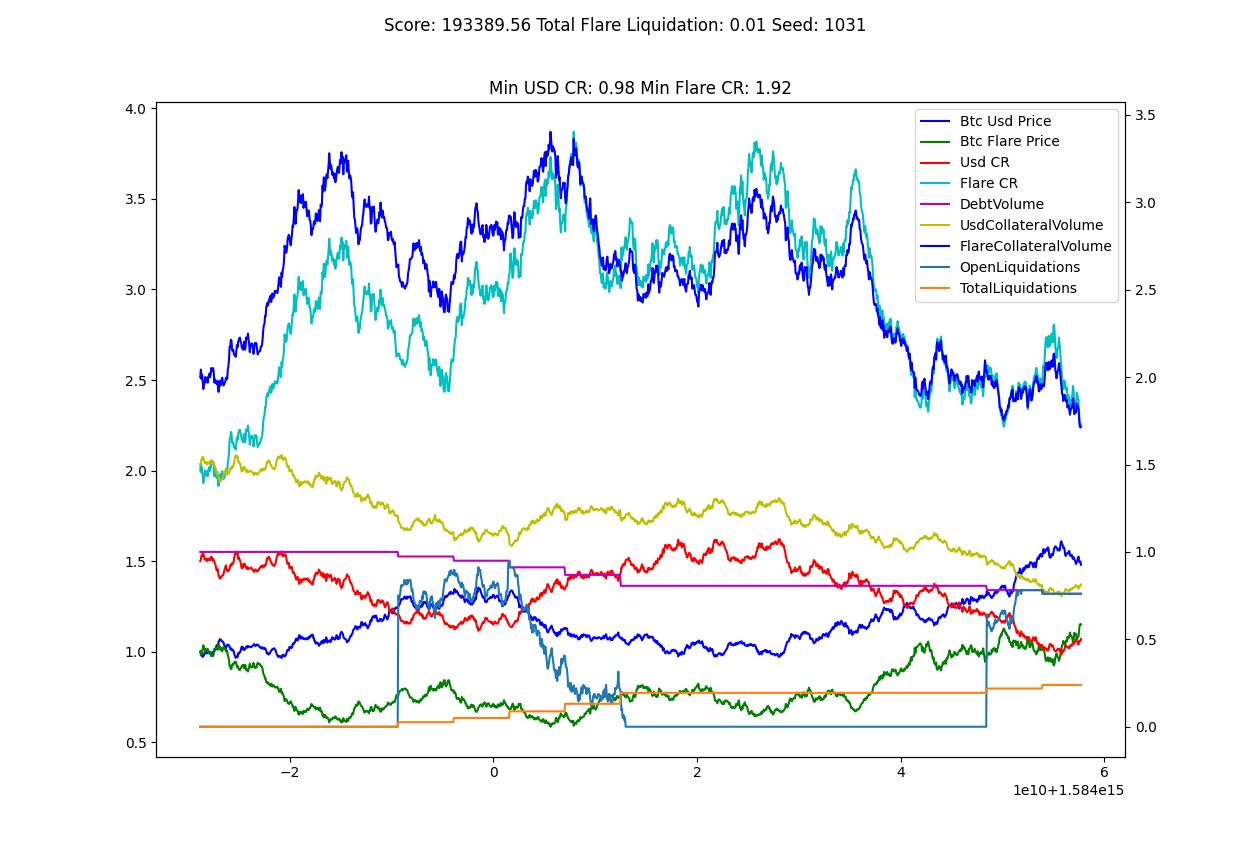 Score: 193389.56 Total Flare Liquidation: 0.01 Seed: 1031
Min USD CR: 0.98 Min Flare CR: 1.92
4.0
3.5
3.0
2.5
2.0
1.5
1.0
0.5
3.5
3.0
2.5
2.0
1.5
1.0
0.5
0.0
Btc Usd Price
Btc Flare Price
Usd CR
Flare CR
DebtVolume
UsdCollateralVolume
FlareCollateralVolume
OpenLiquidations
TotalLiquidations
−2 0 2 4 6
1e10+1.584e15